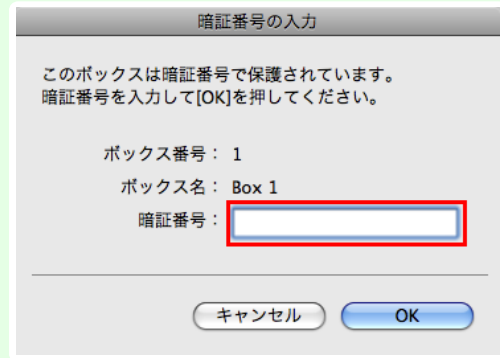 暗証番号の入力
このボックスは暗証番号で保護されています。
暗証番号を入力して[OK]を押してください。
ボックス番号： 1
ボックス名： Box 1
暗証番号：
キャンセル OK